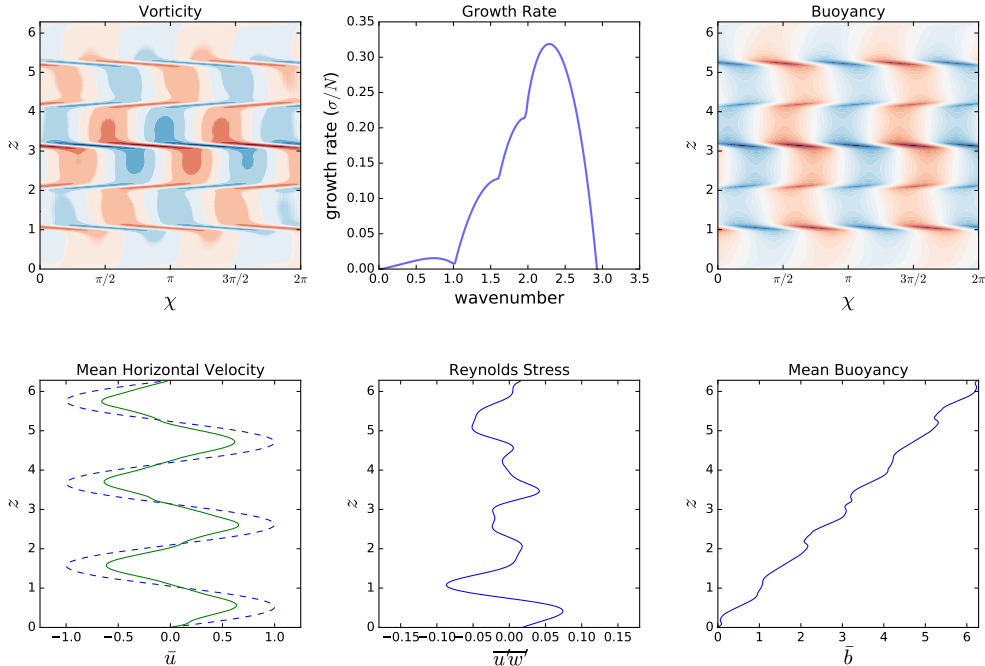 Vorticity
6
5
4
3
2
1
0
z
0 π/2 π 3π/2 2π
χ
Growth Rate
0.35
0.30
0.25
0.20
0.15
0.10
0.05
0.00
growth rate (σ/N)
0.0 0.5 1.0 1.5 2.0 2.5 3.0 3.5
wavenumber
Buoyancy
6
5
4
3
2
1
0
z
0 π/2 π 3π/2 2π
χ
Mean Horizontal Velocity
6
5
4
3
2
1
0
z
−1.0 −0.5 0.0 0.5 1.0
ū
Reynolds Stress
6
5
4
3
2
1
0
z
−0.15 −0.10 −0.05 0.00 0.05 0.10 0.15
u′w′
Mean Buoyancy
6
5
4
3
2
1
0
z
0 1 2 3 4 5 6
b̄